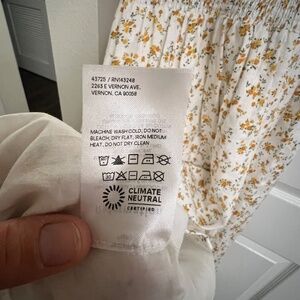 43725 / RN143248
2263 E VERNON AVE.
VERNON, CA 90058
MACHINE WASH COLD, DO NOT
BLEACH, DRY FLAT, IRON MEDIUM
HEAT, DO NOT DRY CLEAN
CLIMATE
NEUTRAL
CERTIFIED